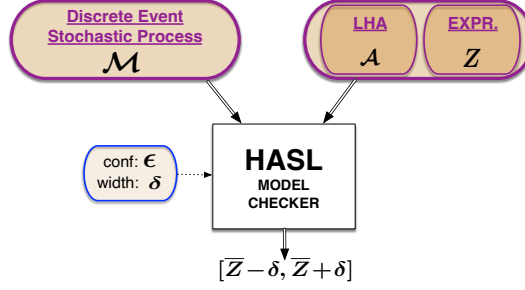 Discrete Event
Stochastic Process
𝓜
LHA
𝓐
EXPR.
Z
conf: ϵ
width: δ
HASL
MODEL
CHECKER
[Z̅−δ, Z̅+δ]